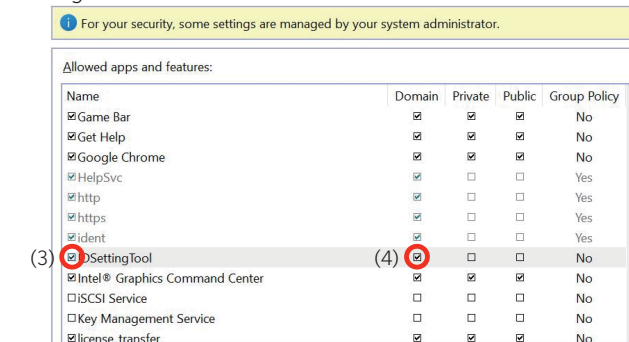 For your security, some settings are managed by your system administrator.
Allowed apps and features:
Name Domain Private Public Group Policy
Game Bar No
Get Help No
Google Chrome No
HelpSvc Yes
http Yes
https Yes
ident Yes
(3) DSettingTool (4) No
Intel® Graphics Command Center No
iSCSI Service No
Key Management Service No
license transfer No